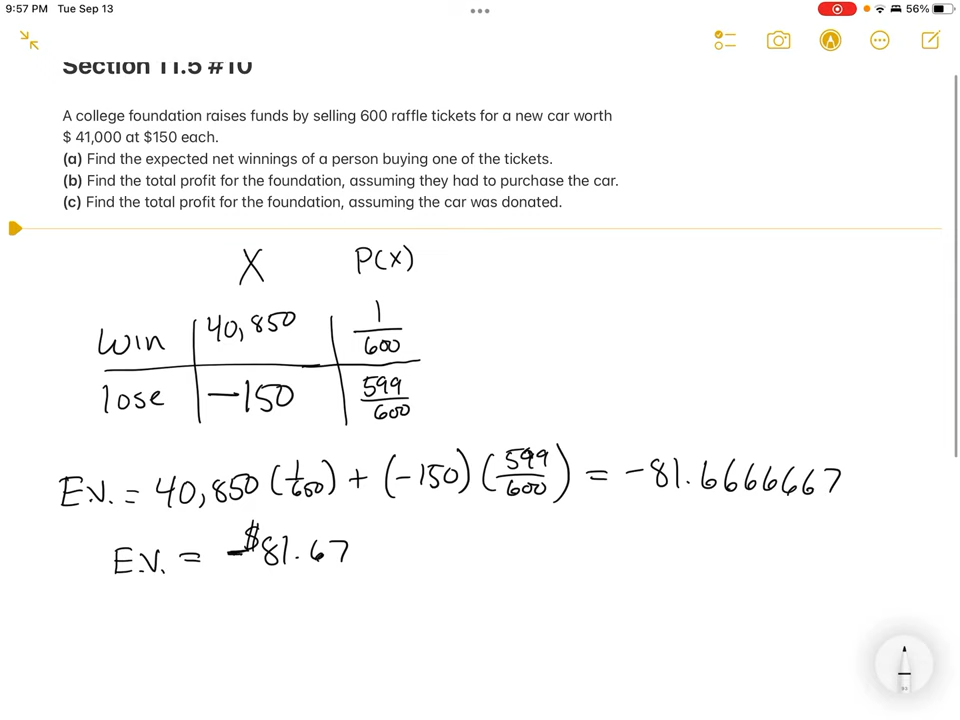 9:57 PM Tue Sep 13
56%
Section 11.5 #10
A college foundation raises funds by selling 600 raffle tickets for a new car worth
$ 41,000 at $150 each.
(a) Find the expected net winnings of a person buying one of the tickets.
(b) Find the total profit for the foundation, assuming they had to purchase the car.
(c) Find the total profit for the foundation, assuming the car was donated.
X P(X)
win 40,850 1/600
lose -150 599/600
E.V. = 40,850 (1/600) + (-150) (599/600) = -81.6666667
E.V. = -$81.67